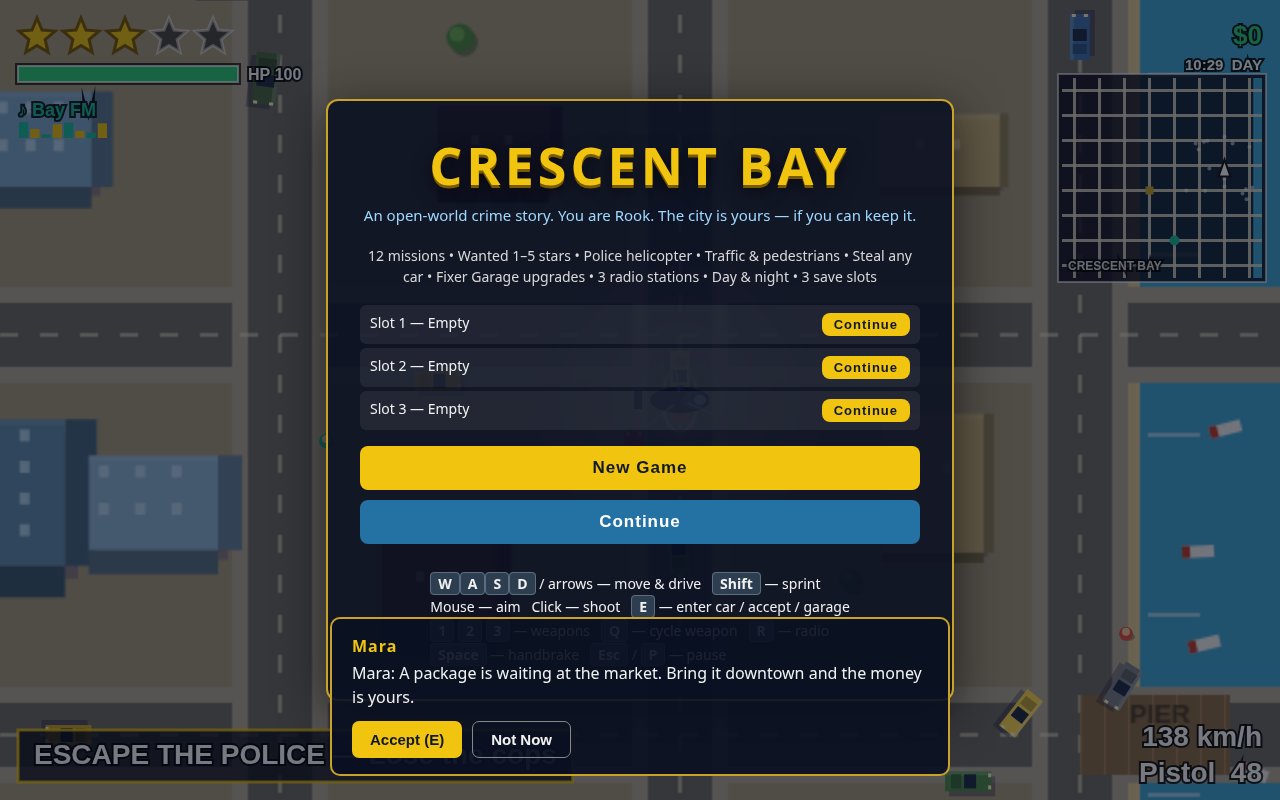 $0
HP 100
10:29 DAY
♪ Bay FM
CRESCENT BAY
An open-world crime story. You are Rook. The city is yours — if you can keep it.
12 missions • Wanted 1–5 stars • Police helicopter • Traffic & pedestrians • Steal any
car • Fixer Garage upgrades • 3 radio stations • Day & night • 3 save slots
CRESCENT BAY
Slot 1 — Empty Continue
Slot 2 — Empty Continue
Slot 3 — Empty Continue
New Game
Continue
W A S D / arrows — move & drive Shift — sprint
Mouse — aim Click — shoot E — enter car / accept / garage
1 2 3 — weapons Q — cycle weapon R — radio
Space — handbrake Esc / P — pause
Mara
Mara: A package is waiting at the market. Bring it downtown and the money
is yours.
Accept (E) Not Now
PIER
ESCAPE THE POLICE — Lose the cops
138 km/h
Pistol 48